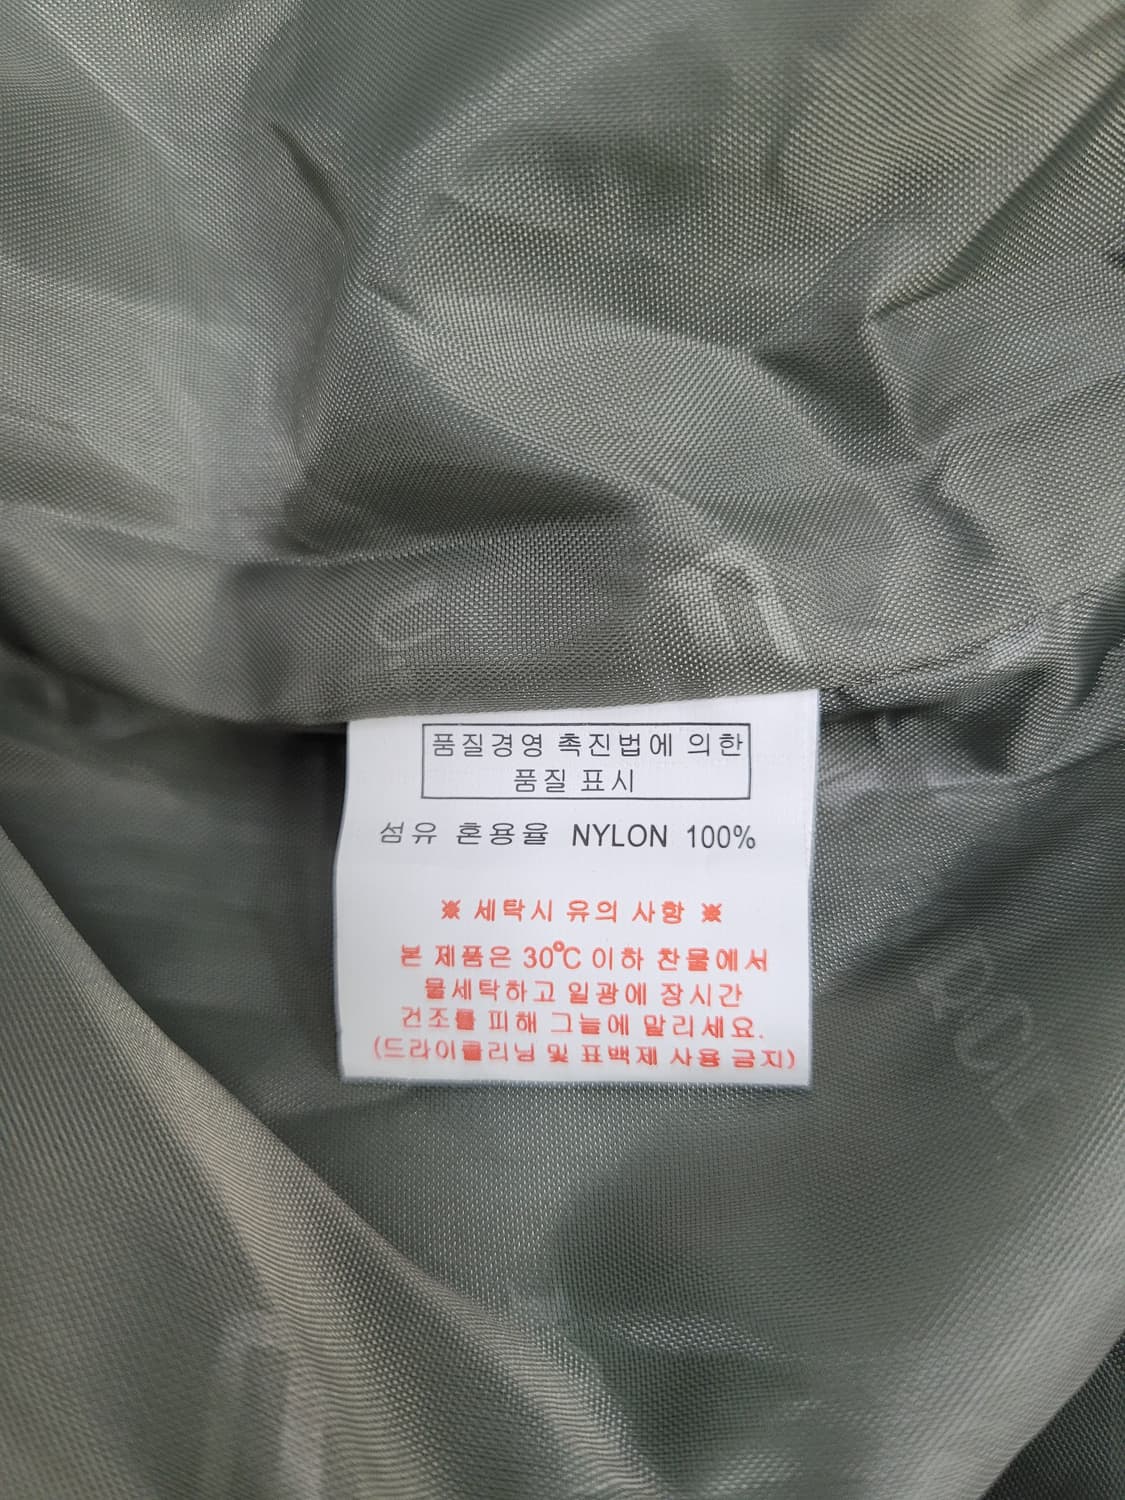 품질경영 촉진법에 의한
품질 표시
섬유 혼용율 NYLON 100%
※ 세탁시 유의 사항 ※
본 제품은 30°C 이하 찬물에서
물세탁하고 일광에 장시간
건조를 피해 그늘에 말리세요.
(드라이클리닝 및 표백제 사용 금지)